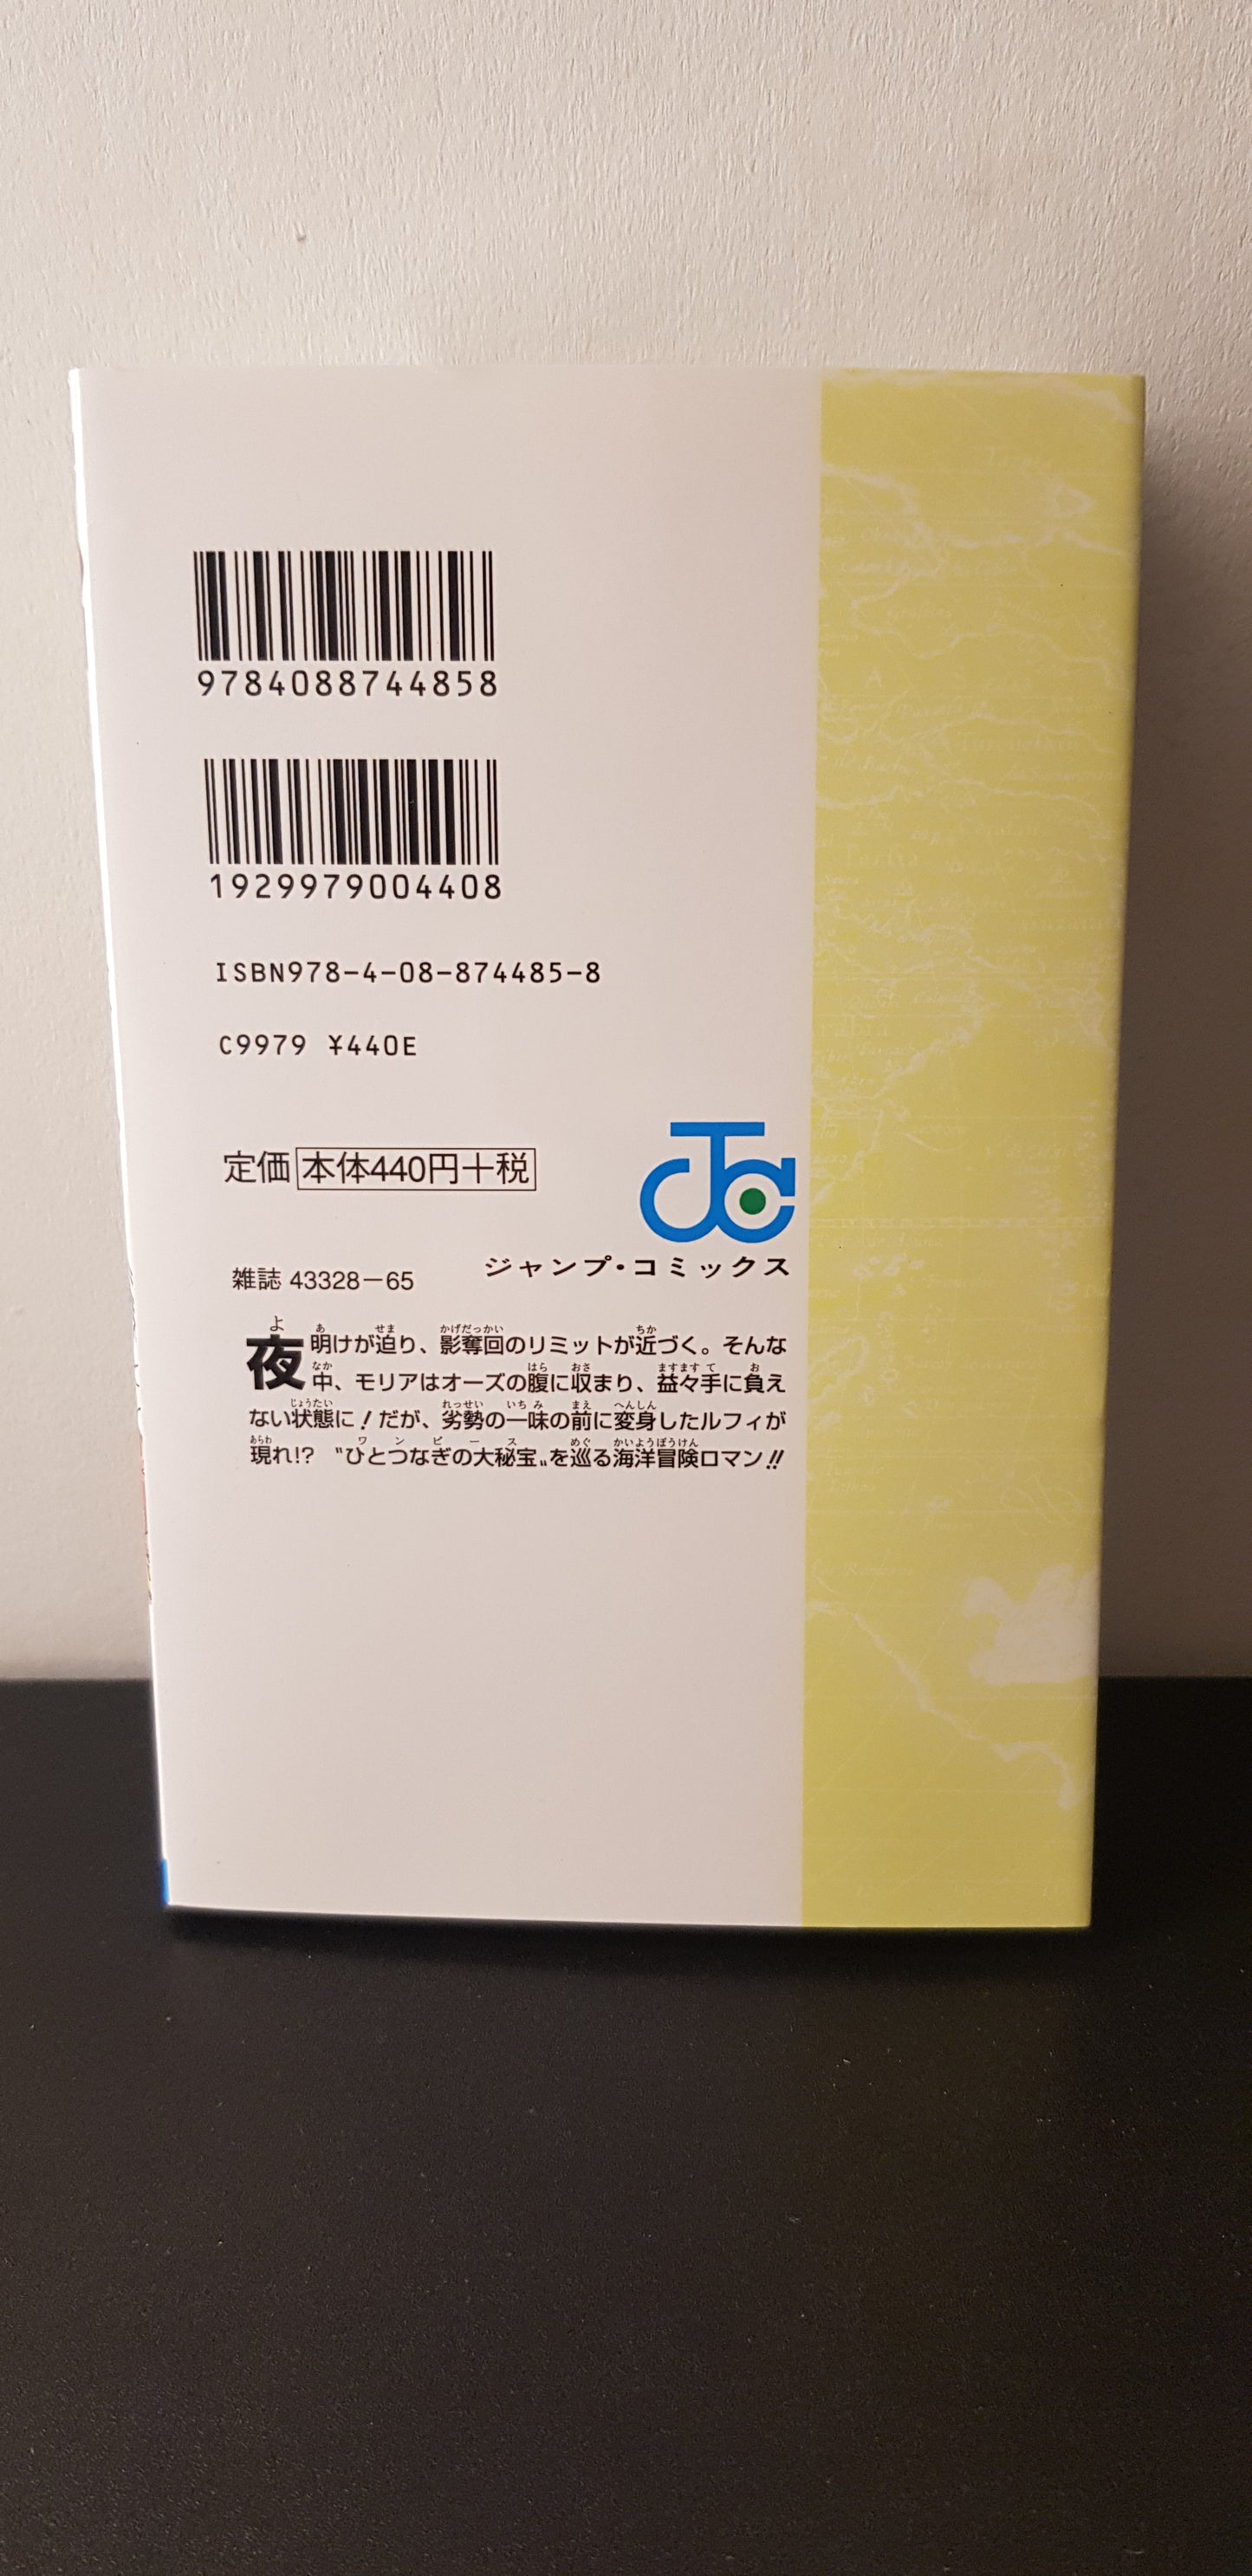 9784088744858
1929979004408
ISBN978-4-08-874485-8
C9979 ¥440E
定価 本体440円+税
JC
ジャンプ・コミックス
雑誌 43328-65
夜明けが迫り、影奪回のリミットが近づく。そんな
中、モリアはオーズの腹に収まり、益々手に負え
ない状態に!だが、劣勢の一味の前に変身したルフィが
現れ!? "ひとつなぎの大秘宝"を巡る海洋冒険ロマン!!